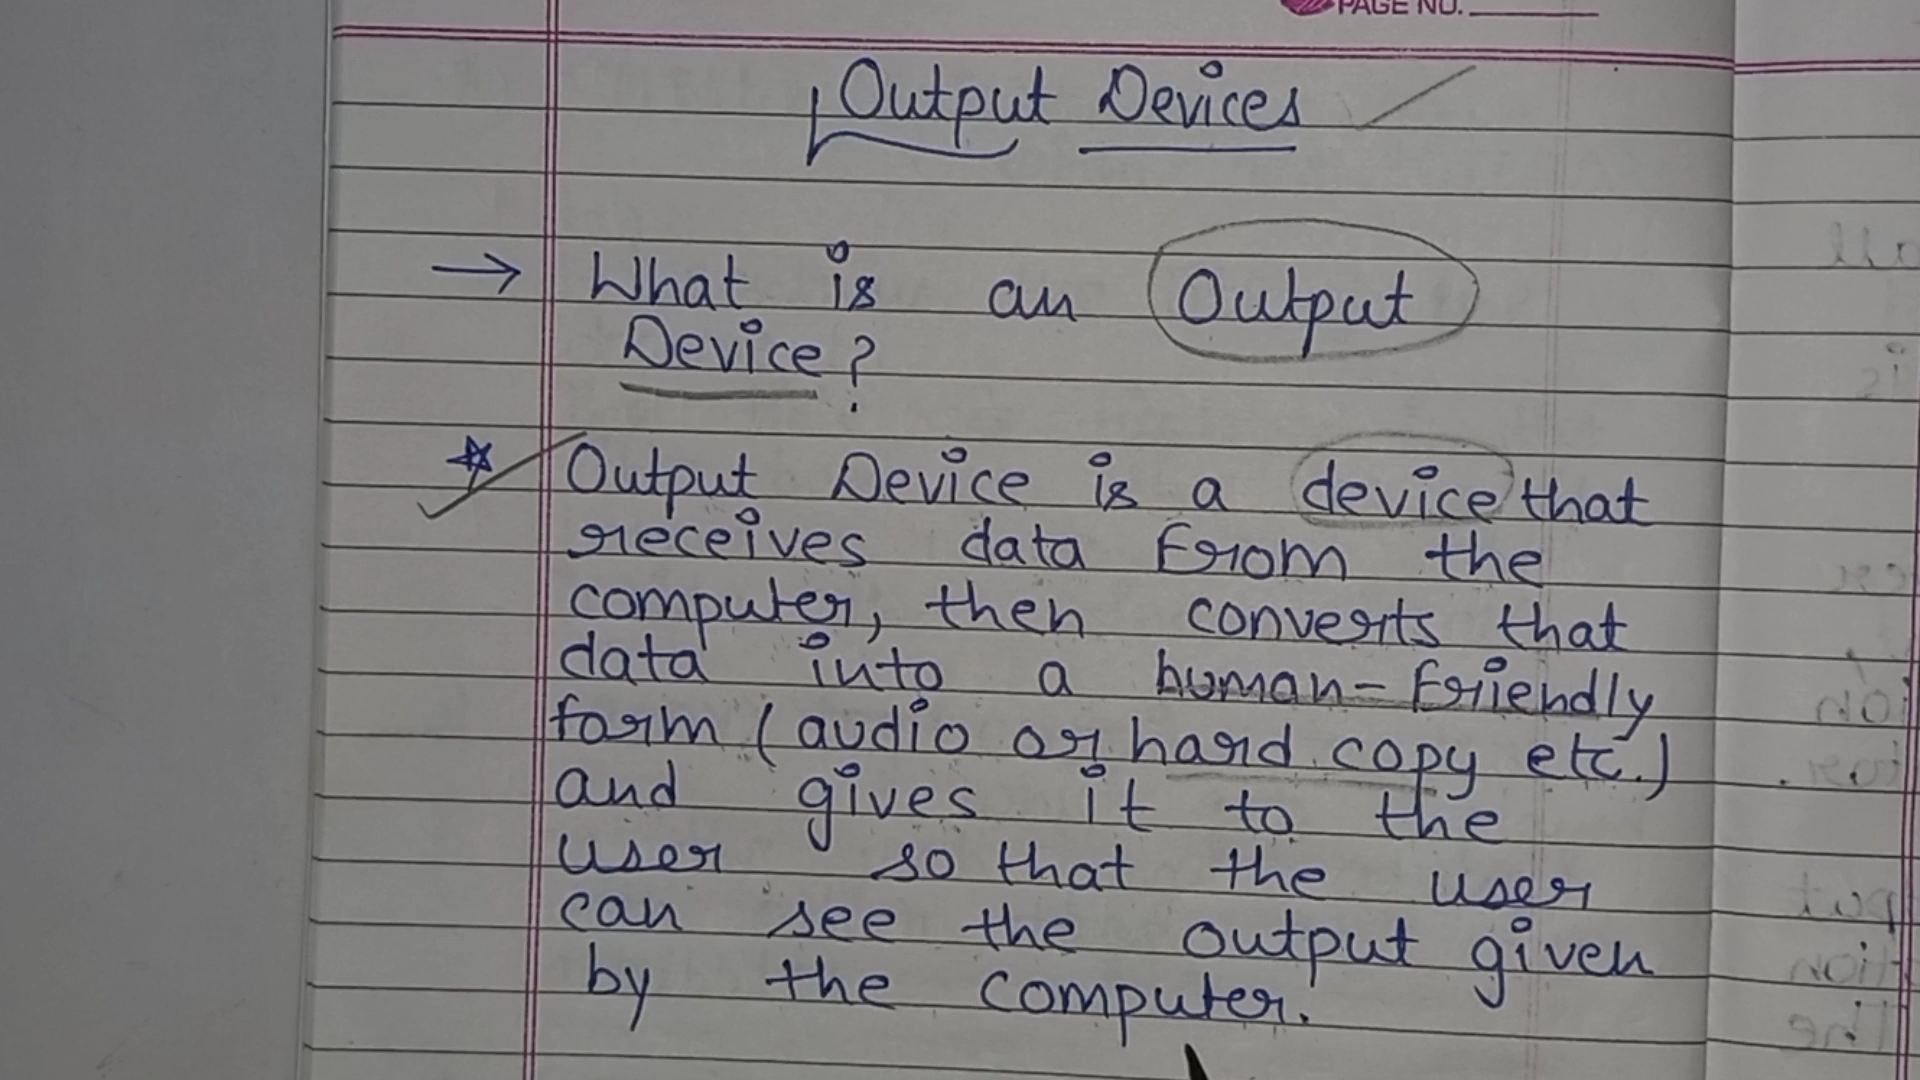 PAGE NO.
Output Devices
→ What is an Output
Device?
☆ Output Device is a device that
receives data from the
computer, then converts that
data into a human-friendly
form (audio or hard copy etc.)
and gives it to the
user so that the user
can see the output given
by the computer.